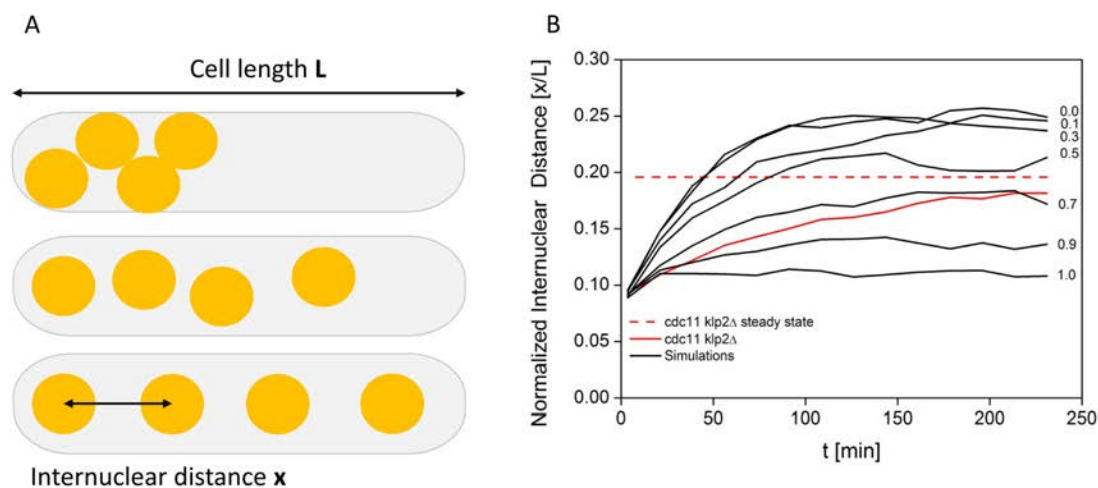 A
Cell length L
Internuclear distance x
B
Normalized Internuclear Distance [x/L]
0.30
0.25
0.20
0.15
0.10
0.05
0.00
0.0
0.1
0.3
0.5
0.7
0.9
1.0
cdc11 klp2Δ steady state
cdc11 klp2Δ
Simulations
0
50
100
150
200
250
t [min]